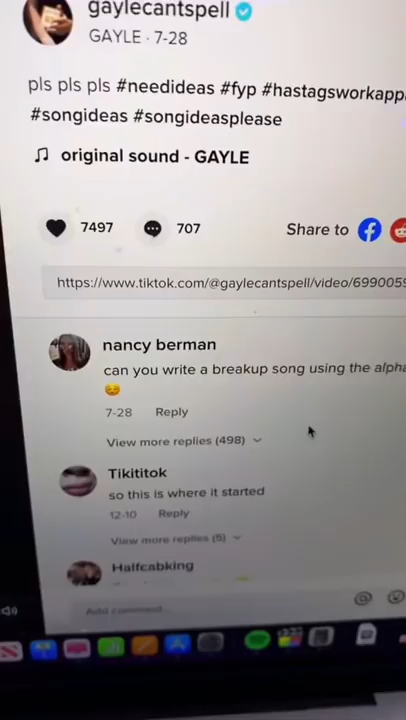 gaylecantspell
GAYLE · 7-28
pls pls pls #needideas #fyp #hastagsworkapp
#songideas #songideasplease
original sound - GAYLE
7497
707
Share to
https://www.tiktok.com/@gaylecantspell/video/699005
nancy berman
can you write a breakup song using the alpha
7-28 Reply
View more replies (498)
Tikititok
so this is where it started
12-10 Reply
View more replies (5)
Halfcabking
Add comment...